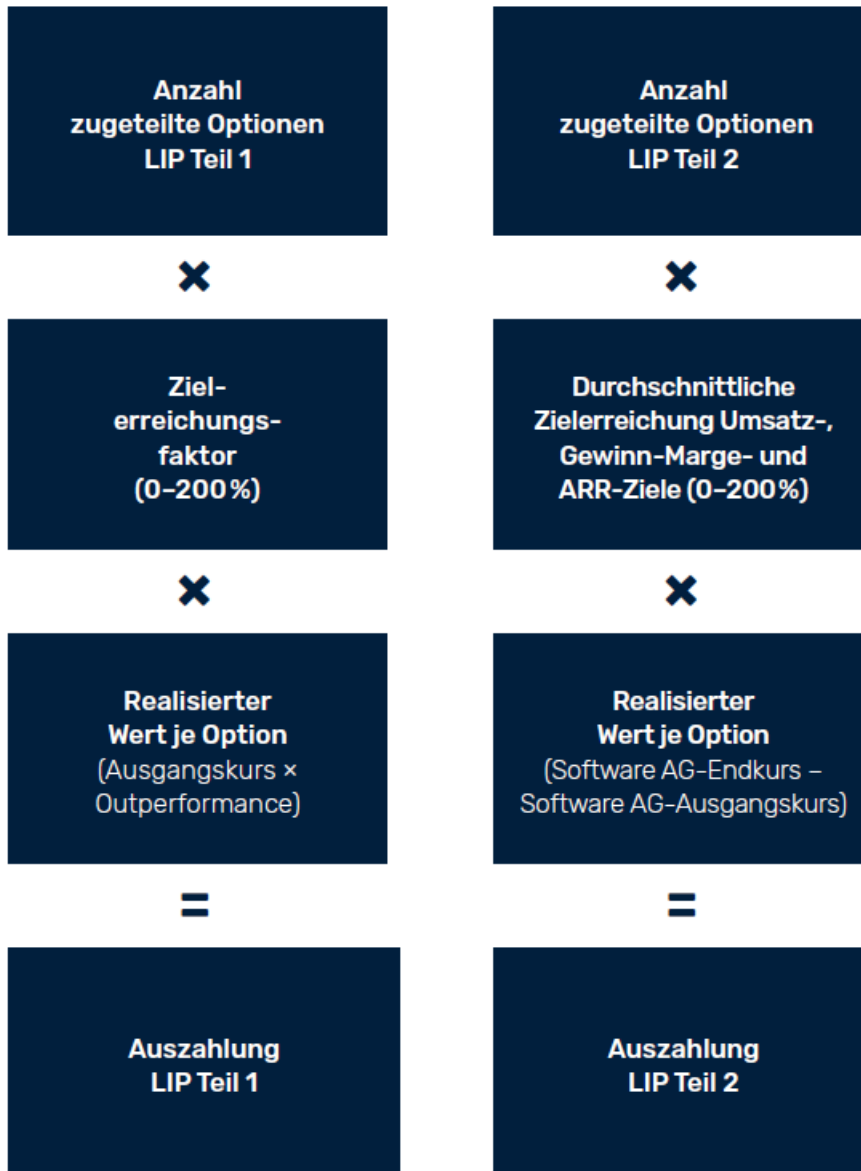 Anzahl
zugeteilte Optionen
LIP Teil 1
×
Ziel-
erreichungs-
faktor
(0–200 %)
×
Realisierter
Wert je Option
(Ausgangskurs ×
Outperformance)
=
Auszahlung
LIP Teil 1
Anzahl
zugeteilte Optionen
LIP Teil 2
×
Durchschnittliche
Zielerreichung Umsatz-,
Gewinn-Marge- und
ARR-Ziele (0–200 %)
×
Realisierter
Wert je Option
(Software AG-Endkurs –
Software AG-Ausgangskurs)
=
Auszahlung
LIP Teil 2